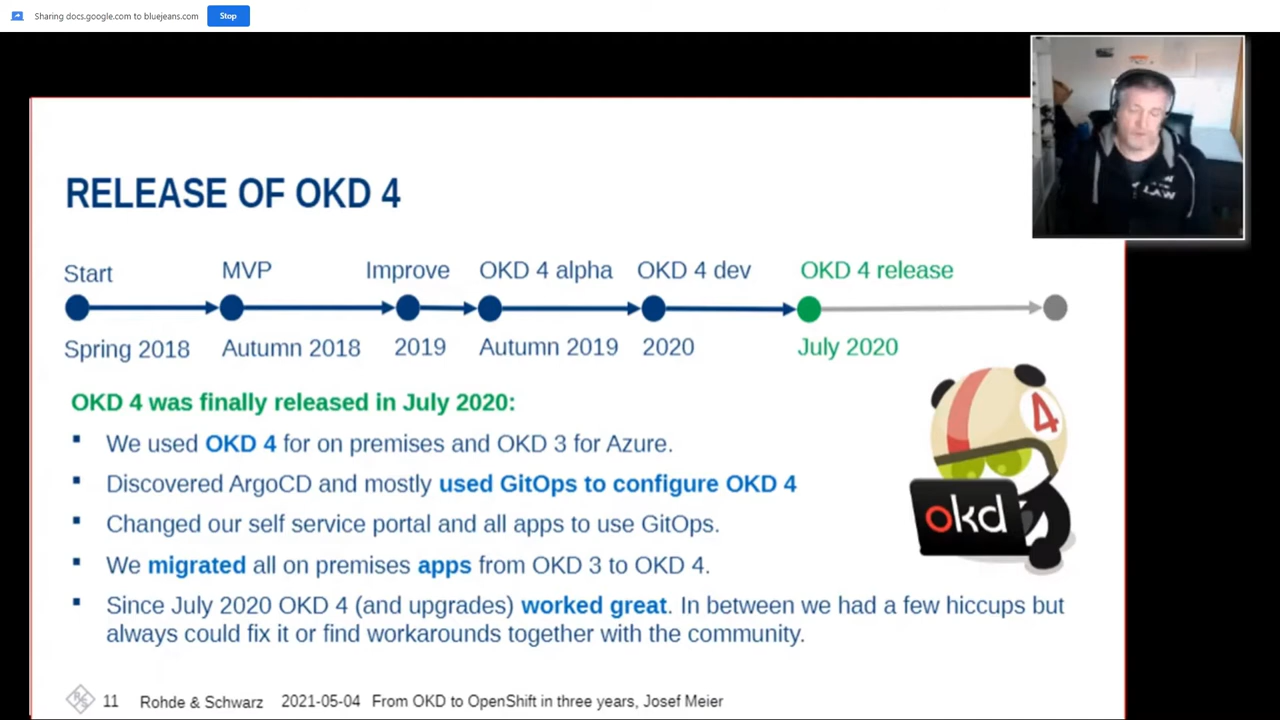 Sharing docs.google.com to bluejeans.com Stop
RELEASE OF OKD 4
Start MVP Improve OKD 4 alpha OKD 4 dev OKD 4 release
Spring 2018 Autumn 2018 2019 Autumn 2019 2020 July 2020
OKD 4 was finally released in July 2020:
▪ We used OKD 4 for on premises and OKD 3 for Azure.
▪ Discovered ArgoCD and mostly used GitOps to configure OKD 4
▪ Changed our self service portal and all apps to use GitOps.
▪ We migrated all on premises apps from OKD 3 to OKD 4.
▪ Since July 2020 OKD 4 (and upgrades) worked great. In between we had a few hiccups but
always could fix it or find workarounds together with the community.
4
okd
LAW
R&S 11 Rohde & Schwarz 2021-05-04 From OKD to OpenShift in three years, Josef Meier